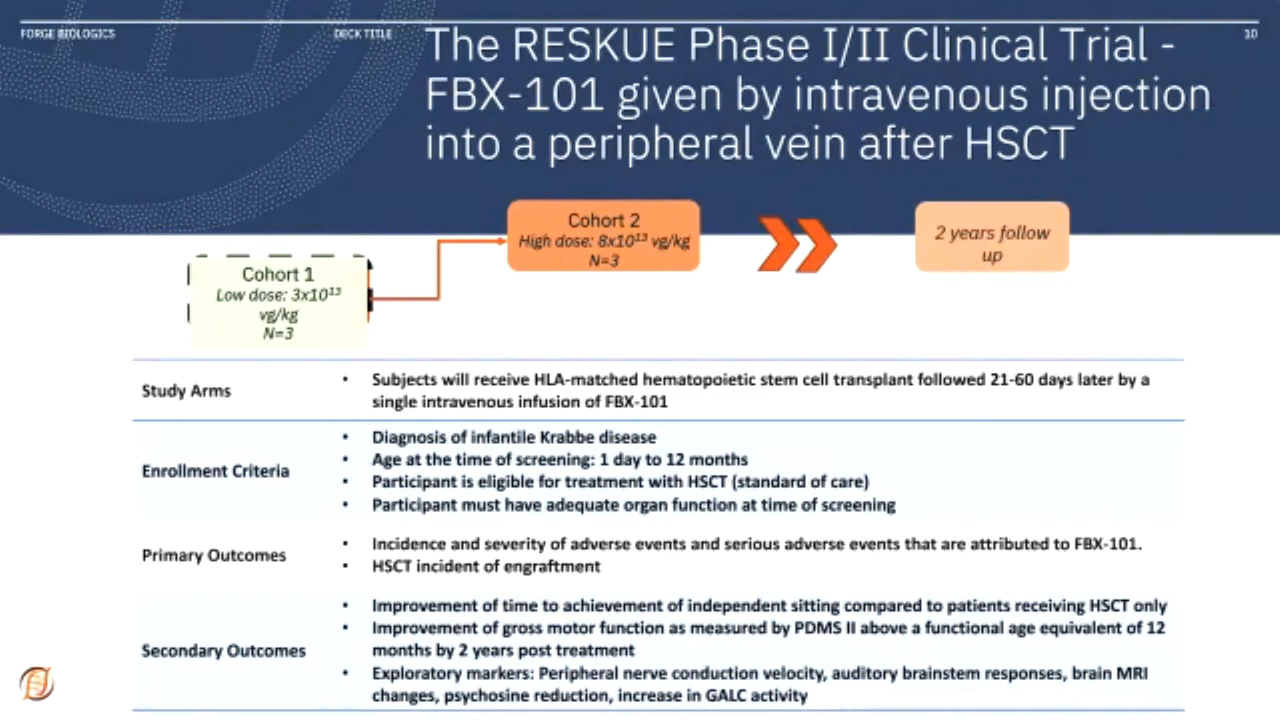 FORGE BIOLOGICS
DECK TITLE
10
The RESKUE Phase I/II Clinical Trial -
FBX-101 given by intravenous injection
into a peripheral vein after HSCT
Cohort 2
High dose: 8x10¹³ vg/kg
N=3
2 years follow
up
Cohort 1
Low dose: 3x10¹³
vg/kg
N=3
Study Arms
• Subjects will receive HLA-matched hematopoietic stem cell transplant followed 21-60 days later by a
single intravenous infusion of FBX-101
Enrollment Criteria
• Diagnosis of infantile Krabbe disease
• Age at the time of screening: 1 day to 12 months
• Participant is eligible for treatment with HSCT (standard of care)
• Participant must have adequate organ function at time of screening
Primary Outcomes
• Incidence and severity of adverse events and serious adverse events that are attributed to FBX-101.
• HSCT incident of engraftment
Secondary Outcomes
• Improvement of time to achievement of independent sitting compared to patients receiving HSCT only
• Improvement of gross motor function as measured by PDMS II above a functional age equivalent of 12
months by 2 years post treatment
• Exploratory markers: Peripheral nerve conduction velocity, auditory brainstem responses, brain MRI
changes, psychosine reduction, increase in GALC activity